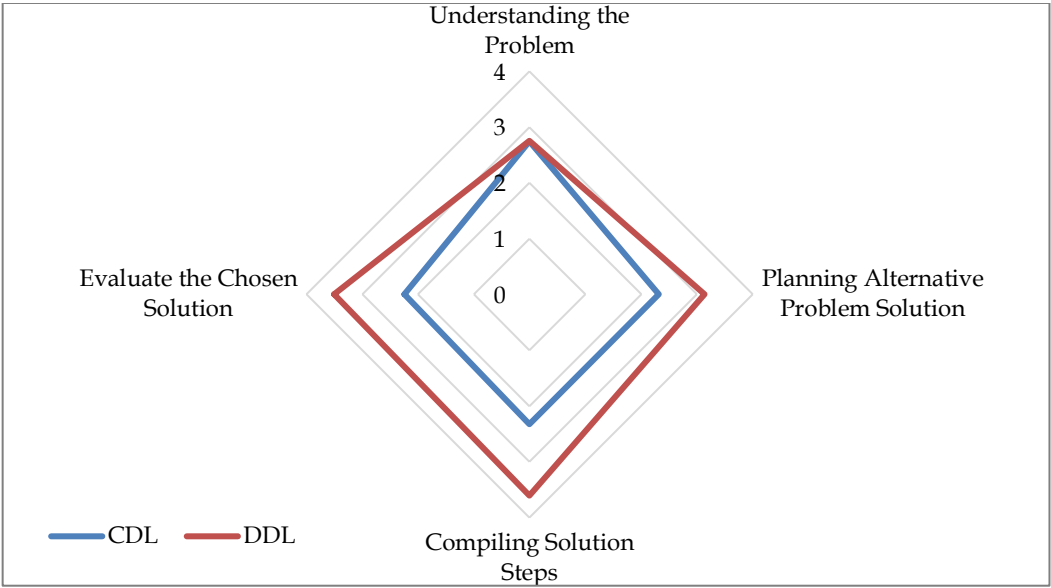 Understanding the
Problem
4
3
2
1
0
Evaluate the Chosen
Solution
Planning Alternative
Problem Solution
Compiling Solution
Steps
CDL
DDL